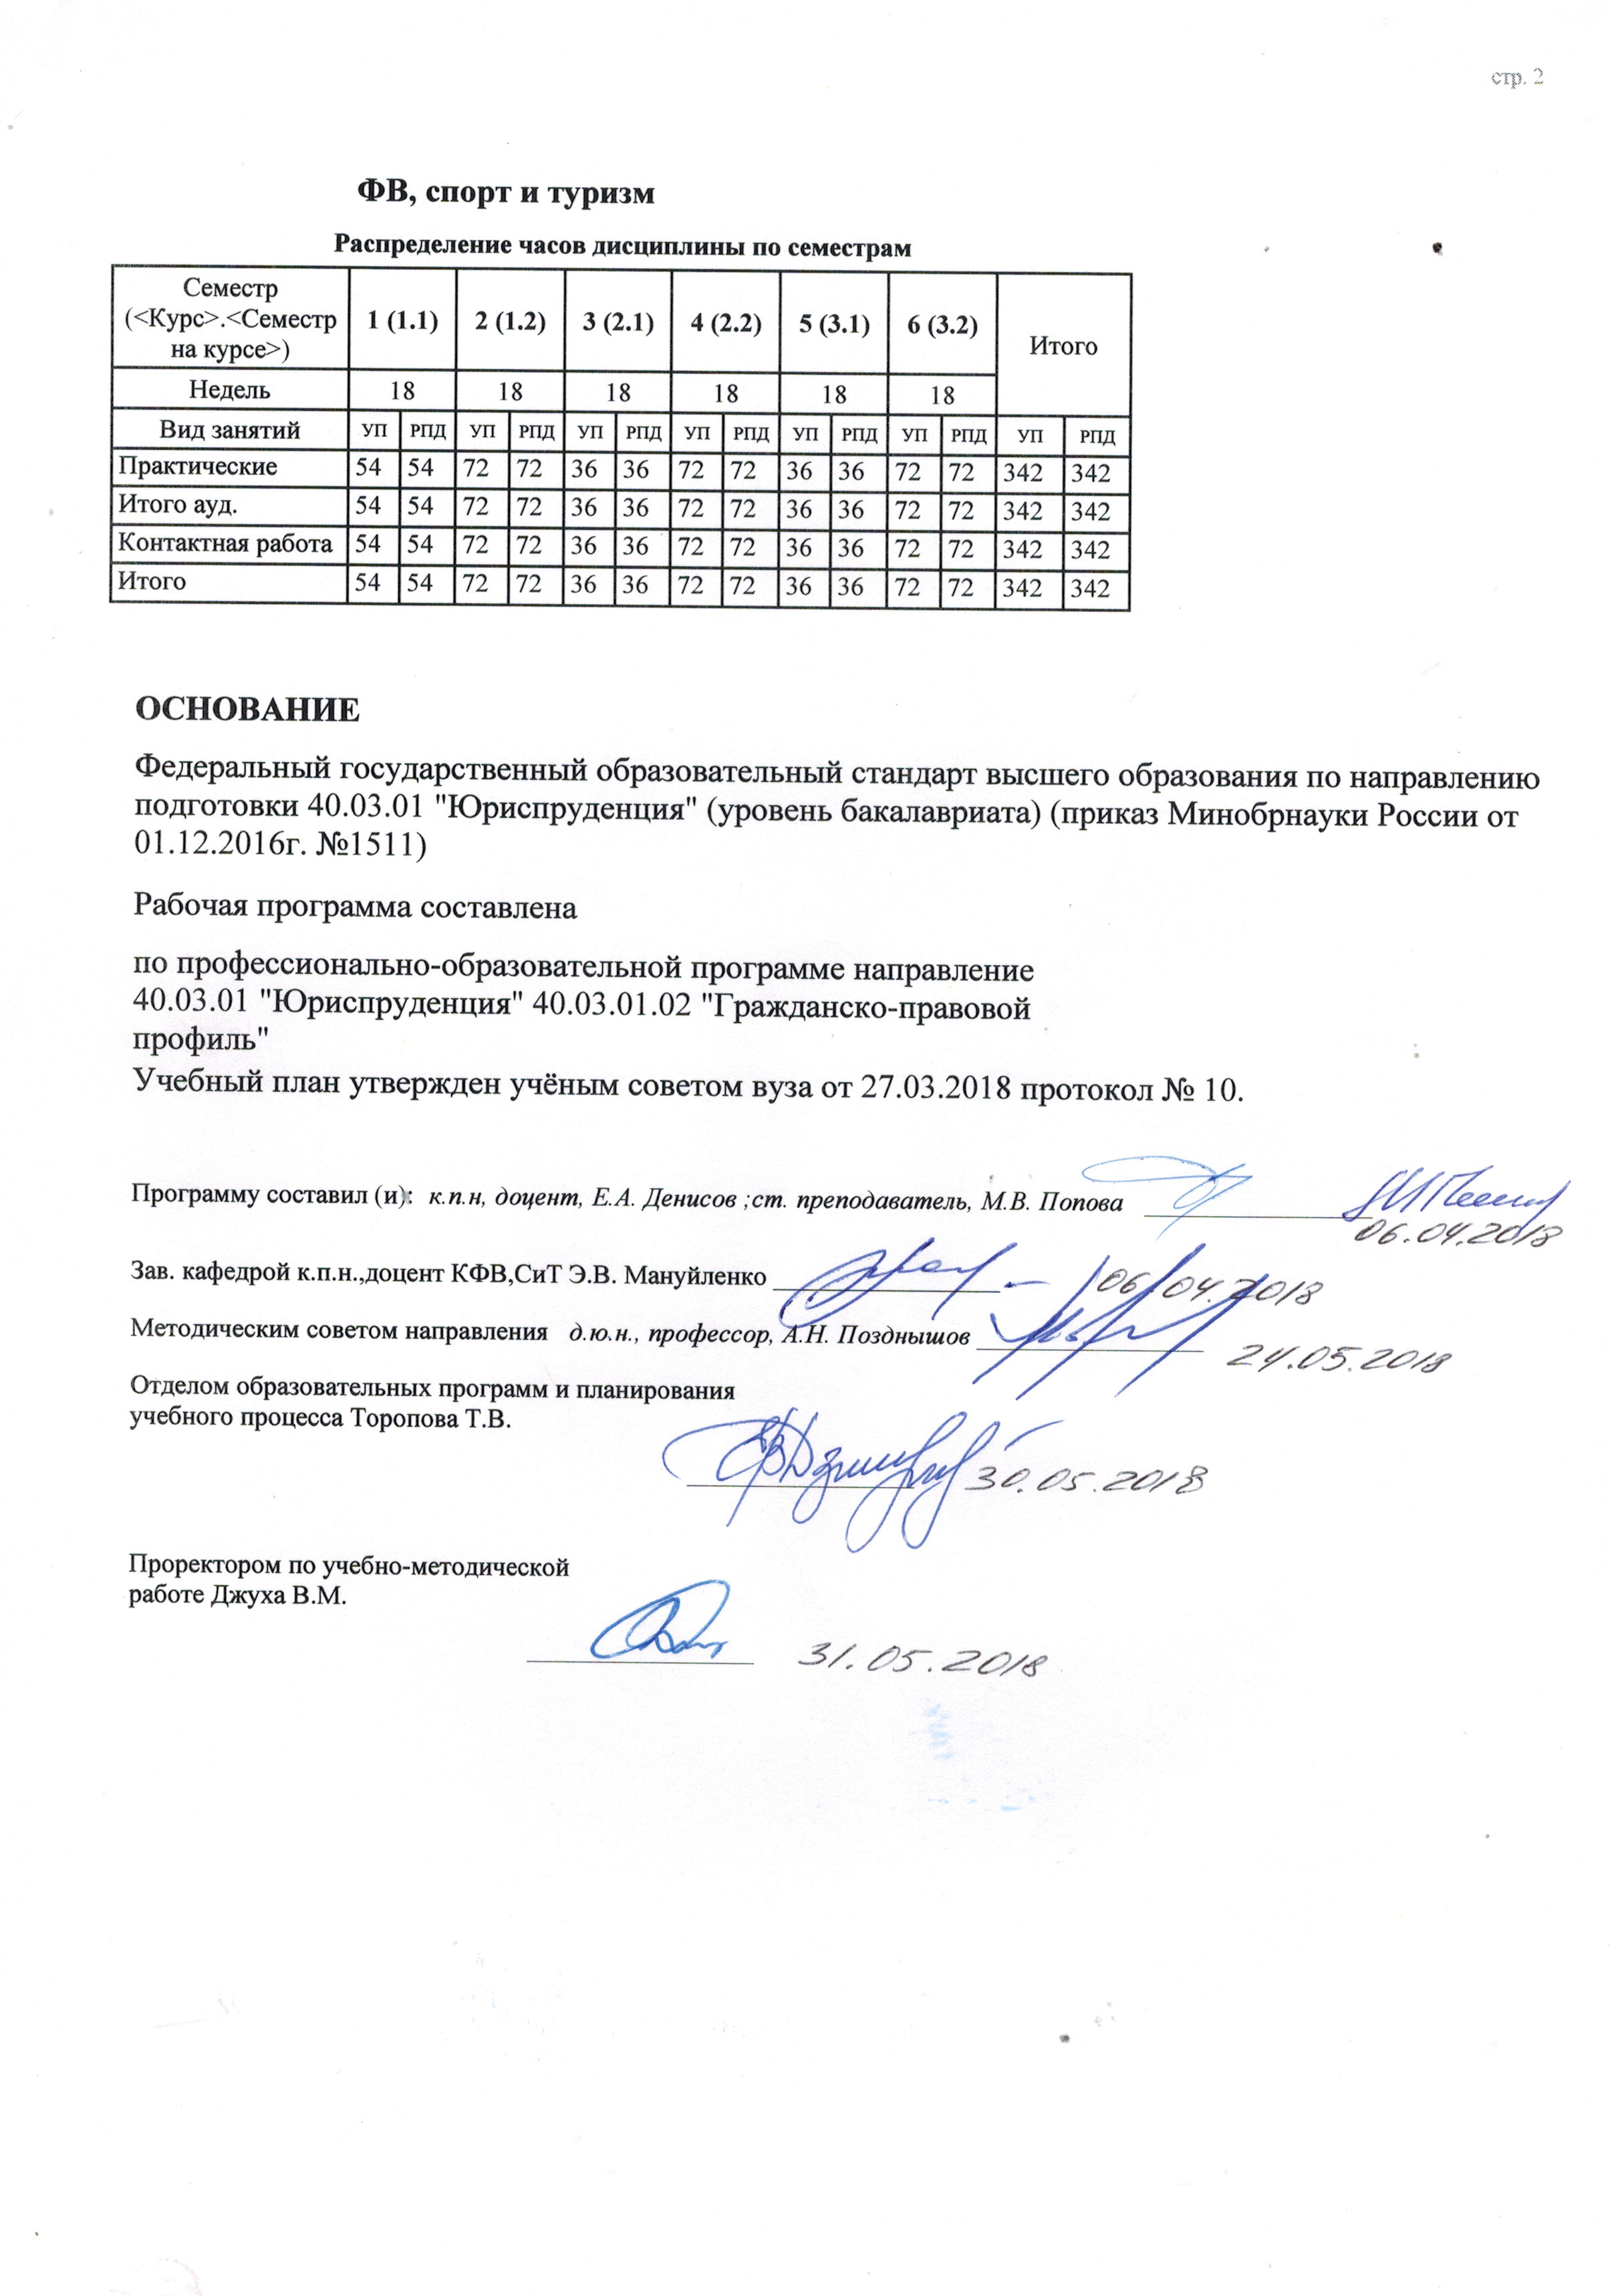 стр. 2
ФВ, спорт и туризм
Распределение часов дисциплины по семестрам
Семестр (<Курс>.<Семестр на курсе>) 1 (1.1) 2 (1.2) 3 (2.1) 4 (2.2) 5 (3.1) 6 (3.2) Итого
Недель 18 18 18 18 18 18
Вид занятий УП РПД УП РПД УП РПД УП РПД УП РПД УП РПД УП РПД
Практические 54 54 72 72 36 36 72 72 36 36 72 72 342 342
Итого ауд. 54 54 72 72 36 36 72 72 36 36 72 72 342 342
Контактная работа 54 54 72 72 36 36 72 72 36 36 72 72 342 342
Итого 54 54 72 72 36 36 72 72 36 36 72 72 342 342
ОСНОВАНИЕ
Федеральный государственный образовательный стандарт высшего образования по направлению
подготовки 40.03.01 "Юриспруденция" (уровень бакалавриата) (приказ Минобрнауки России от
01.12.2016г. №1511)
Рабочая программа составлена
по профессионально-образовательной программе направление
40.03.01 "Юриспруденция" 40.03.01.02 "Гражданско-правовой
профиль"
Учебный план утвержден учёным советом вуза от 27.03.2018 протокол № 10.
Программу составил (и): к.п.н, доцент, Е.А. Денисов ;ст. преподаватель, М.В. Попова
06.04.2018
Зав. кафедрой к.п.н.,доцент КФВ,СиТ Э.В. Мануйленко 06.04.2018
Методическим советом направления д.ю.н., профессор, А.Н. Позднышов
24.05.2018
Отделом образовательных программ и планирования
учебного процесса Торопова Т.В.
30.05.2018
Проректором по учебно-методической
работе Джуха В.М.
31.05.2018